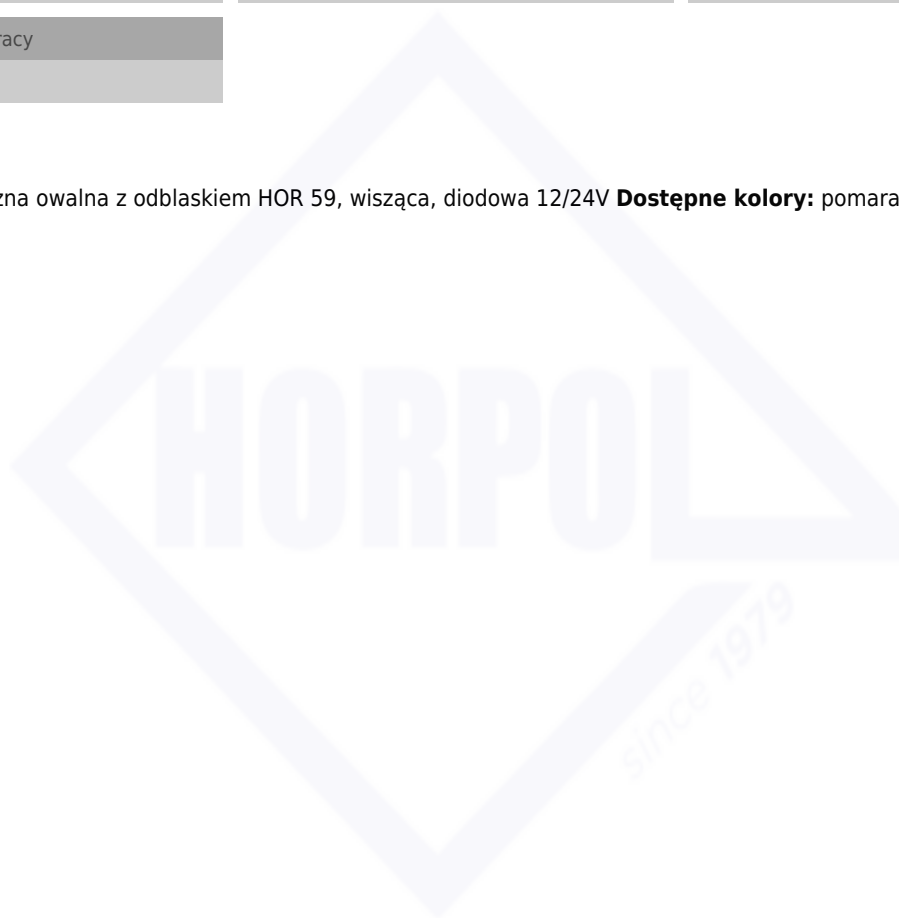 racy
zna owalna z odblaskiem HOR 59, wisząca, diodowa 12/24V Dostępne kolory: pomara
HORPOL
since 1979